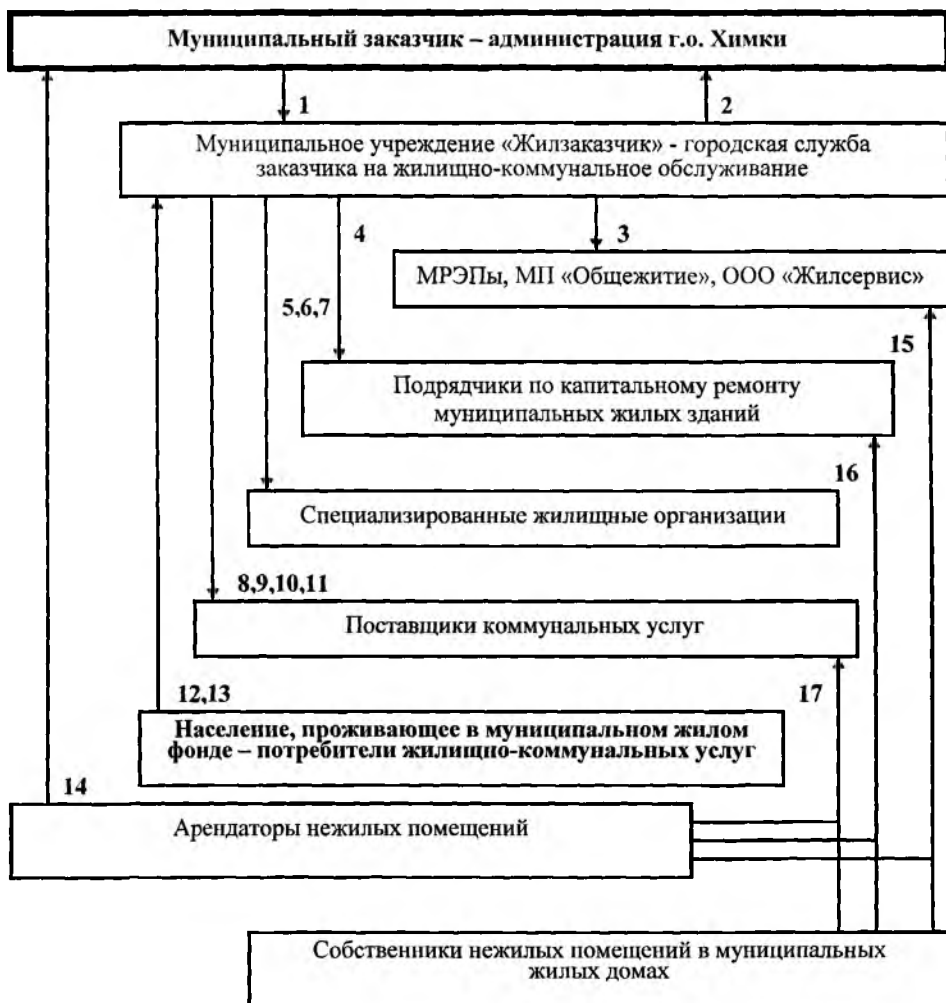 Муниципальный заказчик – администрация г.о. Химки
1
2
Муниципальное учреждение «Жилзаказчик» - городская служба
заказчика на жилищно-коммунальное обслуживание
4
3
МРЭПы, МП «Общежитие», ООО «Жилсервис»
5,6,7
15
Подрядчики по капитальному ремонту
муниципальных жилых зданий
16
Специализированные жилищные организации
8,9,10,11
Поставщики коммунальных услуг
12,13
17
Население, проживающее в муниципальном жилом
фонде – потребители жилищно-коммунальных услуг
14
Арендаторы нежилых помещений
Собственники нежилых помещений в муниципальных
жилых домах